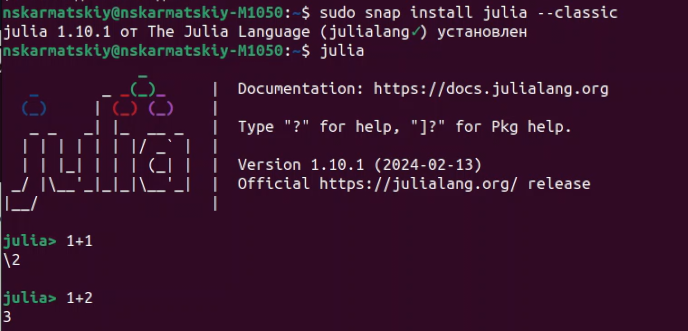 nskarmatskiy@nskarmatskiy-M1050:~$ sudo snap install julia --classic
julia 1.10.1 от The Julia Language (julialang✓) установлен
nskarmatskiy@nskarmatskiy-M1050:~$ julia
               _
   _       _ _(_)_     |  Documentation: https://docs.julialang.org
  (_)     | (_) (_)    |
   _ _   _| |_  __ _   |  Type "?" for help, "]?" for Pkg help.
  | | | | | | |/ _` |  |
  | | |_| | | | (_| |  |  Version 1.10.1 (2024-02-13)
 _/ |\__'_|_|_|\__'_|  |  Official https://julialang.org/ release
|__/                   |
julia> 1+1
\2
julia> 1+2
3